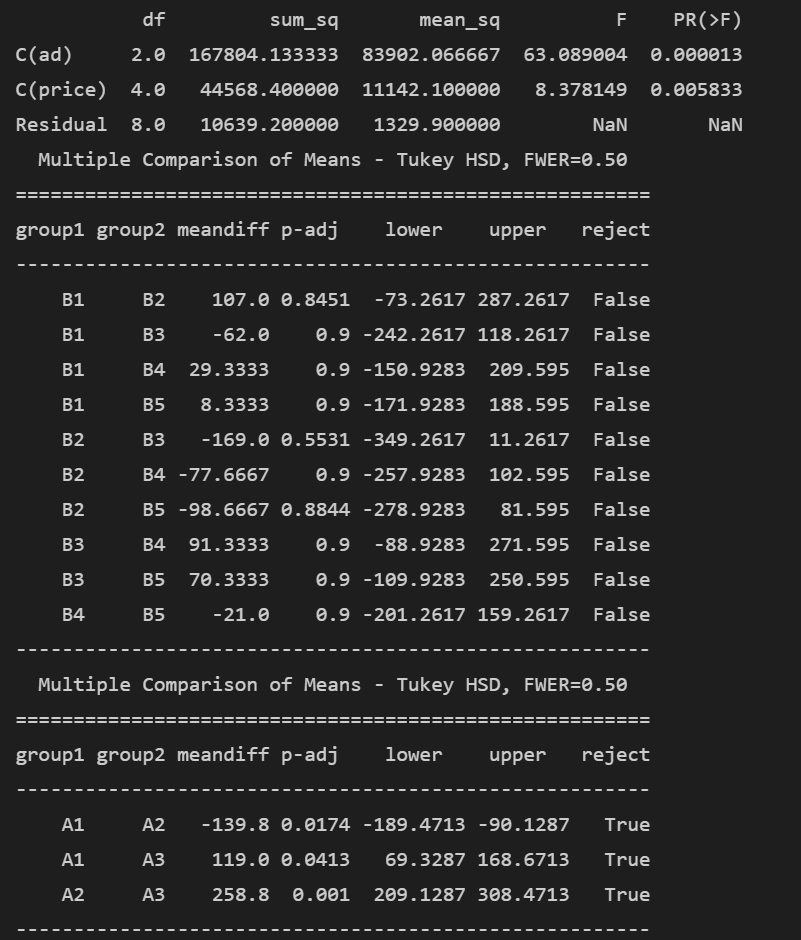 df sum_sq mean_sq F PR(>F)
C(ad) 2.0 167804.133333 83902.066667 63.089004 0.000013
C(price) 4.0 44568.400000 11142.100000 8.378149 0.005833
Residual 8.0 10639.200000 1329.900000 NaN NaN
Multiple Comparison of Means - Tukey HSD, FWER=0.50
=======================================================
group1 group2 meandiff p-adj lower upper reject
-------------------------------------------------------
B1 B2 107.0 0.8451 -73.2617 287.2617 False
B1 B3 -62.0 0.9 -242.2617 118.2617 False
B1 B4 29.3333 0.9 -150.9283 209.595 False
B1 B5 8.3333 0.9 -171.9283 188.595 False
B2 B3 -169.0 0.5531 -349.2617 11.2617 False
B2 B4 -77.6667 0.9 -257.9283 102.595 False
B2 B5 -98.6667 0.8844 -278.9283 81.595 False
B3 B4 91.3333 0.9 -88.9283 271.595 False
B3 B5 70.3333 0.9 -109.9283 250.595 False
B4 B5 -21.0 0.9 -201.2617 159.2617 False
-------------------------------------------------------
Multiple Comparison of Means - Tukey HSD, FWER=0.50
=======================================================
group1 group2 meandiff p-adj lower upper reject
-------------------------------------------------------
A1 A2 -139.8 0.0174 -189.4713 -90.1287 True
A1 A3 119.0 0.0413 69.3287 168.6713 True
A2 A3 258.8 0.001 209.1287 308.4713 True
-------------------------------------------------------